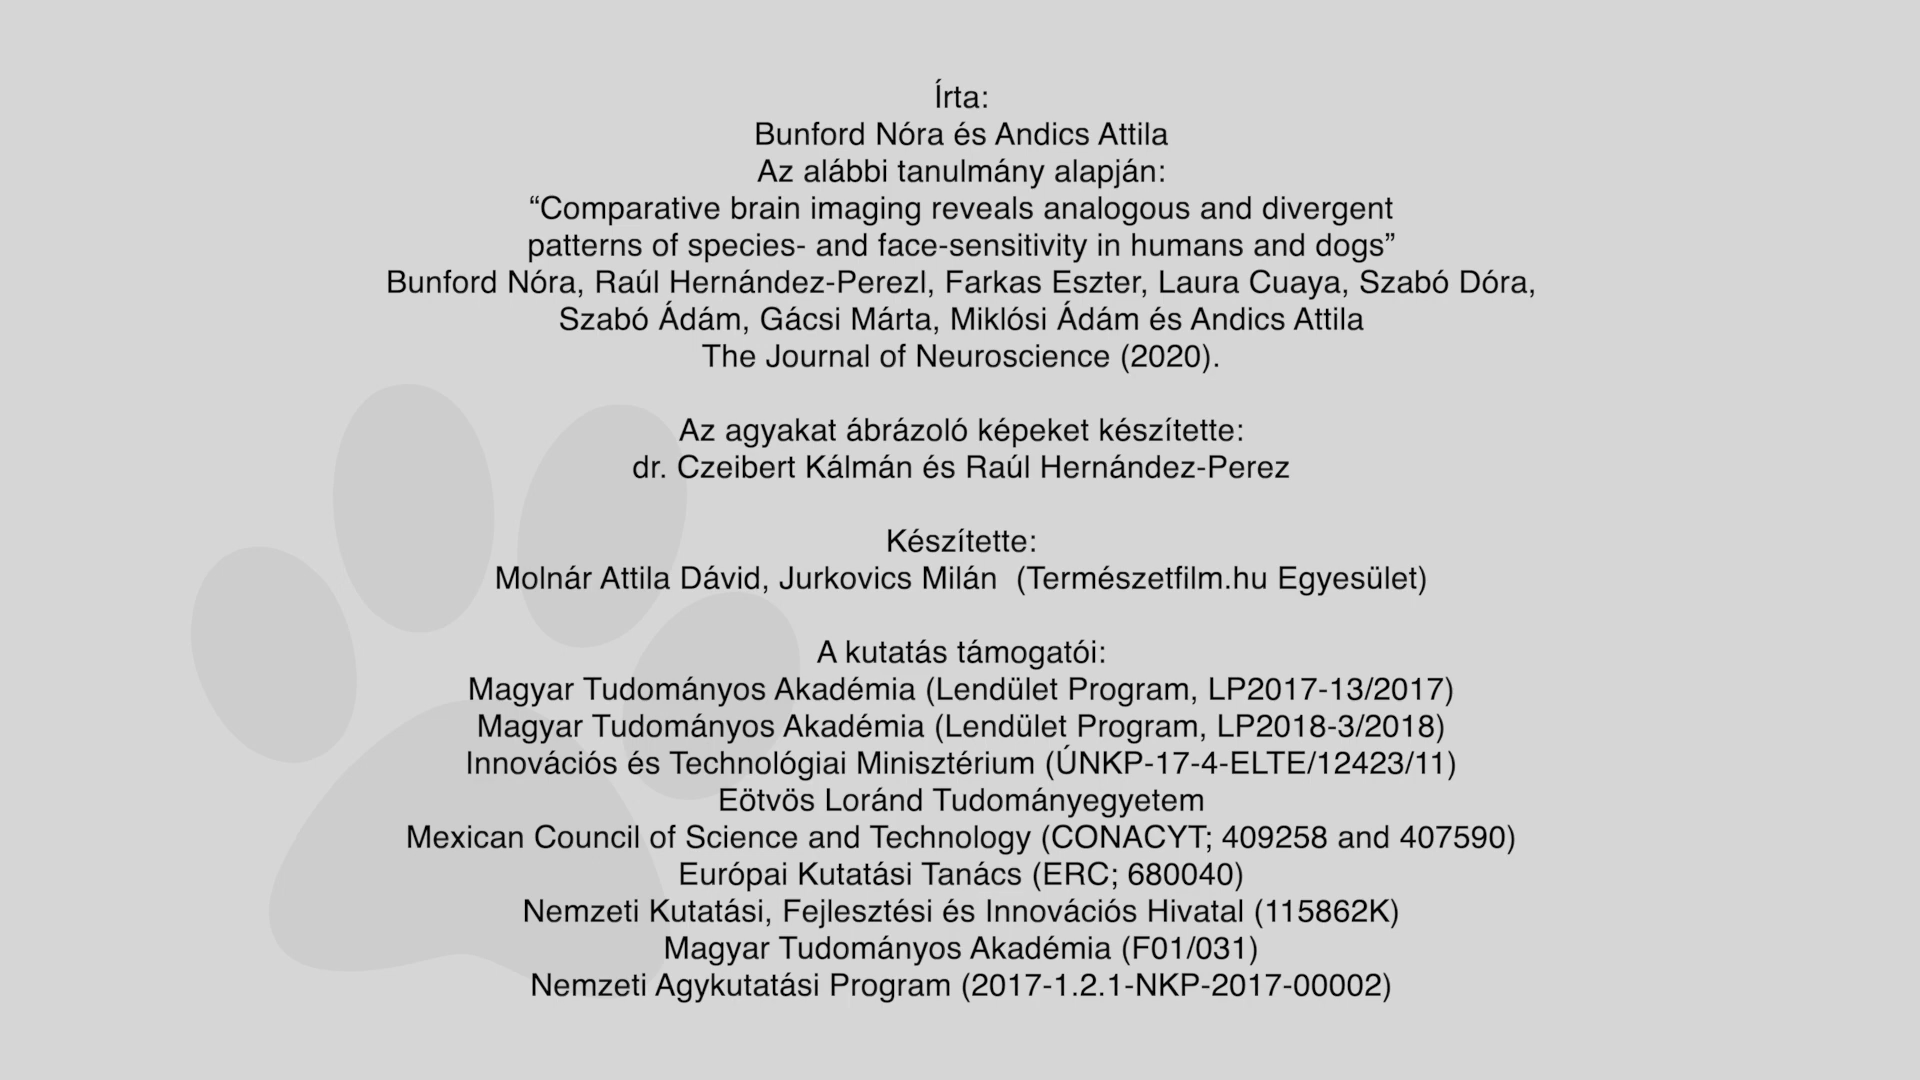 Írta:
Bunford Nóra és Andics Attila
Az alábbi tanulmány alapján:
“Comparative brain imaging reveals analogous and divergent
patterns of species- and face-sensitivity in humans and dogs”
Bunford Nóra, Raúl Hernández-Perezl, Farkas Eszter, Laura Cuaya, Szabó Dóra,
Szabó Ádám, Gácsi Márta, Miklósi Ádám és Andics Attila
The Journal of Neuroscience (2020).
Az agyakat ábrázoló képeket készítette:
dr. Czeibert Kálmán és Raúl Hernández-Perez
Készítette:
Molnár Attila Dávid, Jurkovics Milán  (Természetfilm.hu Egyesület)
A kutatás támogatói:
Magyar Tudományos Akadémia (Lendület Program, LP2017-13/2017)
Magyar Tudományos Akadémia (Lendület Program, LP2018-3/2018)
Innovációs és Technológiai Minisztérium (ÚNKP-17-4-ELTE/12423/11)
Eötvös Loránd Tudományegyetem
Mexican Council of Science and Technology (CONACYT; 409258 and 407590)
Európai Kutatási Tanács (ERC; 680040)
Nemzeti Kutatási, Fejlesztési és Innovációs Hivatal (115862K)
Magyar Tudományos Akadémia (F01/031)
Nemzeti Agykutatási Program (2017-1.2.1-NKP-2017-00002)